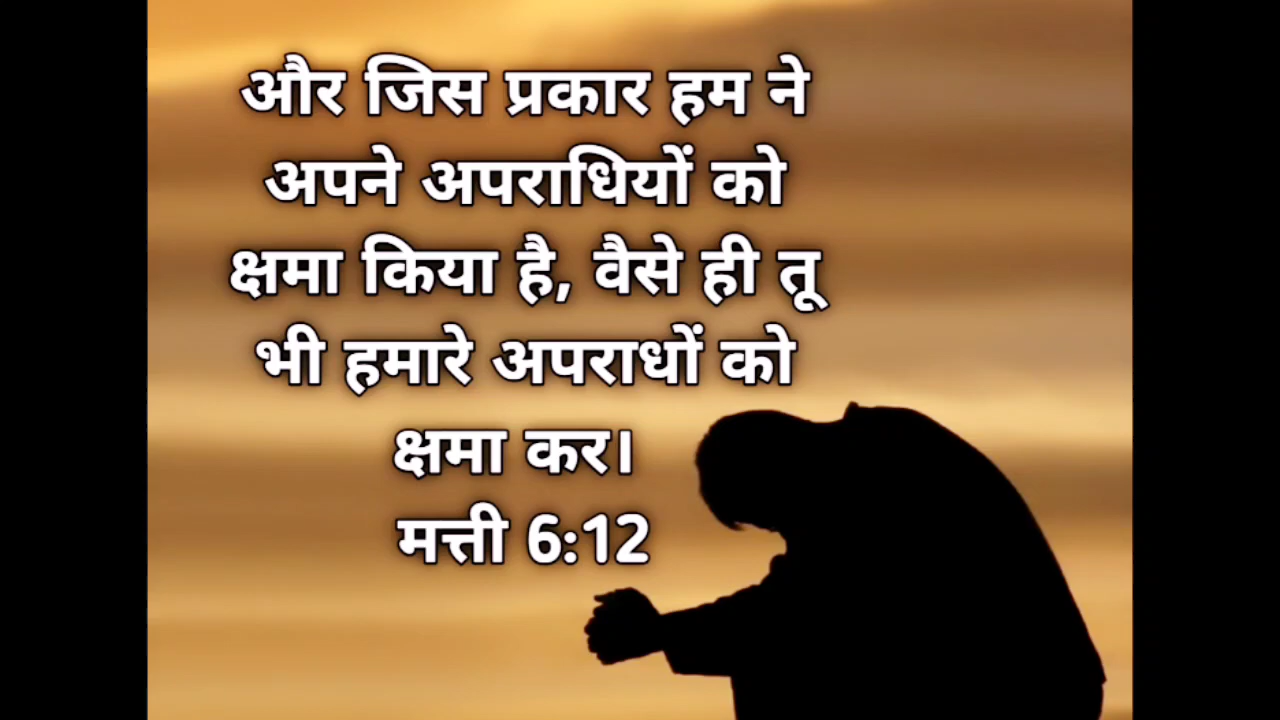 और जिस प्रकार हम ने
अपने अपराधियों को
क्षमा किया है, वैसे ही तू
भी हमारे अपराधों को
क्षमा कर।
मत्ती 6:12